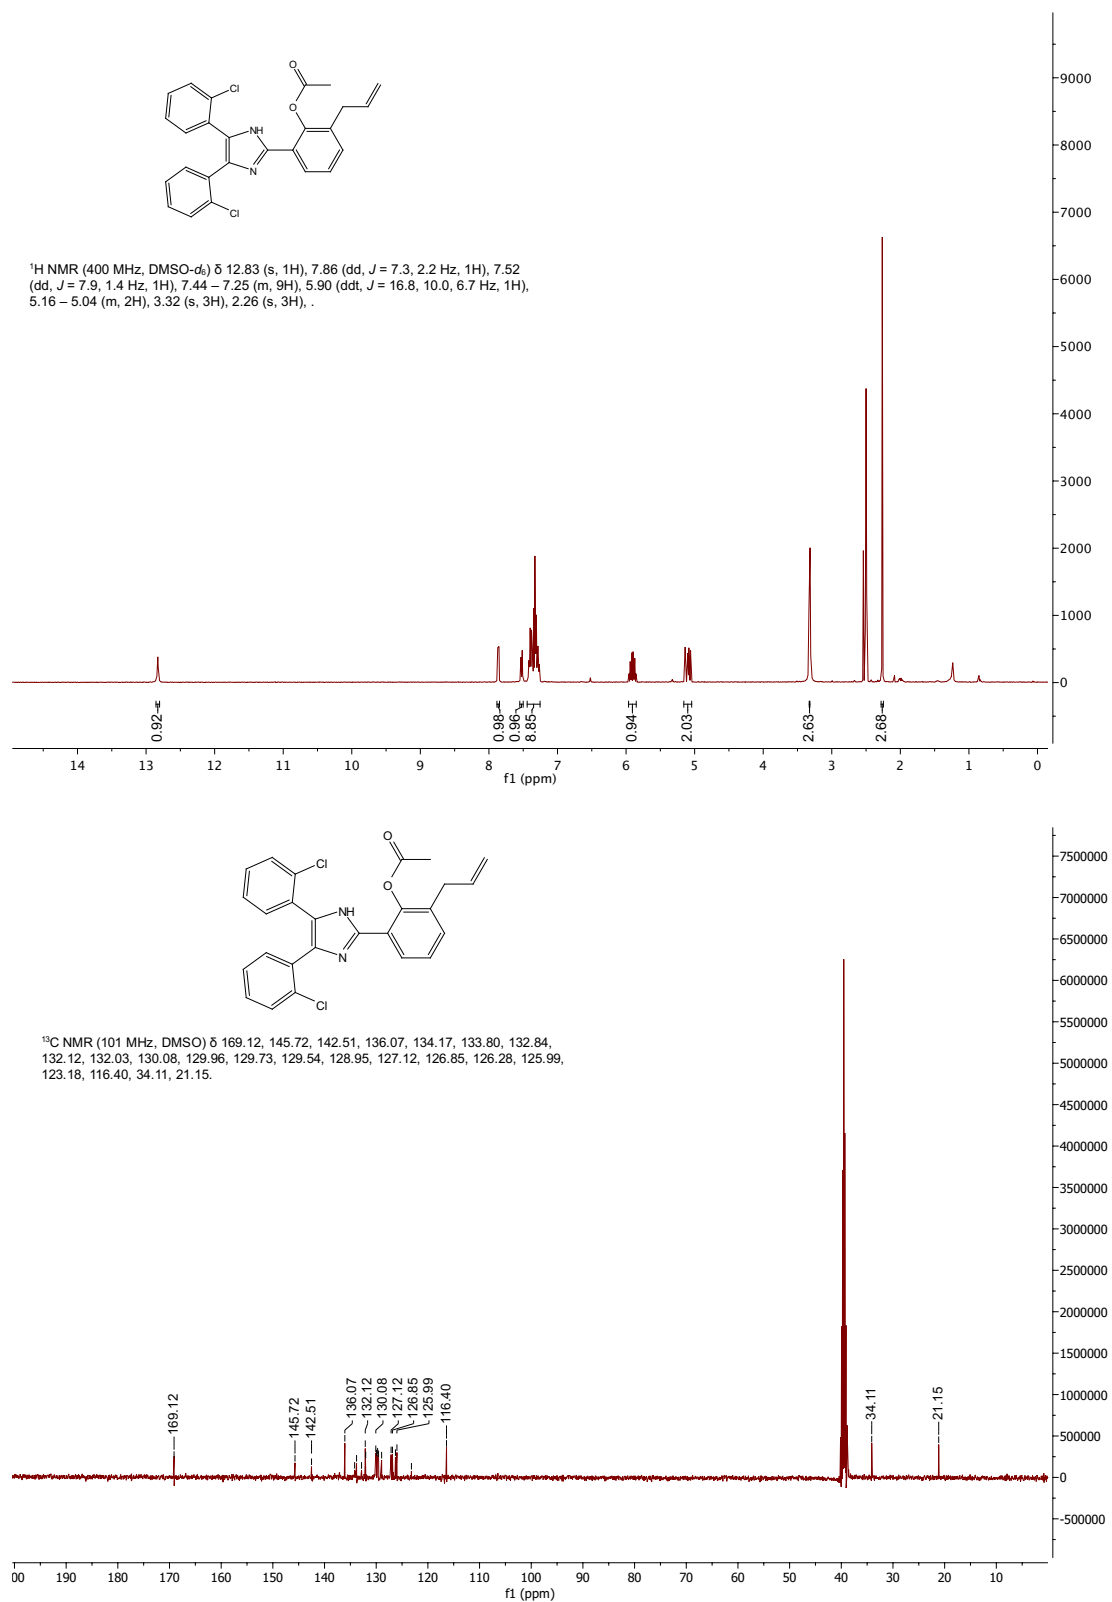 O
Cl
O
NH
N
Cl
¹H NMR (400 MHz, DMSO-d₆) δ 12.83 (s, 1H), 7.86 (dd, J = 7.3, 2.2 Hz, 1H), 7.52
(dd, J = 7.9, 1.4 Hz, 1H), 7.44 – 7.25 (m, 9H), 5.90 (ddt, J = 16.8, 10.0, 6.7 Hz, 1H),
5.16 – 5.04 (m, 2H), 3.32 (s, 3H), 2.26 (s, 3H), .
9000
8000
7000
6000
5000
4000
3000
2000
1000
0
0.92
0.98
0.96
8.85
0.94
2.03
2.63
2.68
14 13 12 11 10 9 8 7 6 5 4 3 2 1 0
f1 (ppm)
O
Cl
O
NH
N
Cl
¹³C NMR (101 MHz, DMSO) δ 169.12, 145.72, 142.51, 136.07, 134.17, 133.80, 132.84,
132.12, 132.03, 130.08, 129.96, 129.73, 129.54, 128.95, 127.12, 126.85, 126.28, 125.99,
123.18, 116.40, 34.11, 21.15.
7500000
7000000
6500000
6000000
5500000
5000000
4500000
4000000
3500000
3000000
2500000
2000000
1500000
1000000
500000
0
-500000
169.12
145.72
142.51
136.07
132.12
130.08
127.12
126.85
125.99
116.40
34.11
21.15
00 190 180 170 160 150 140 130 120 110 100 90 80 70 60 50 40 30 20 10
f1 (ppm)